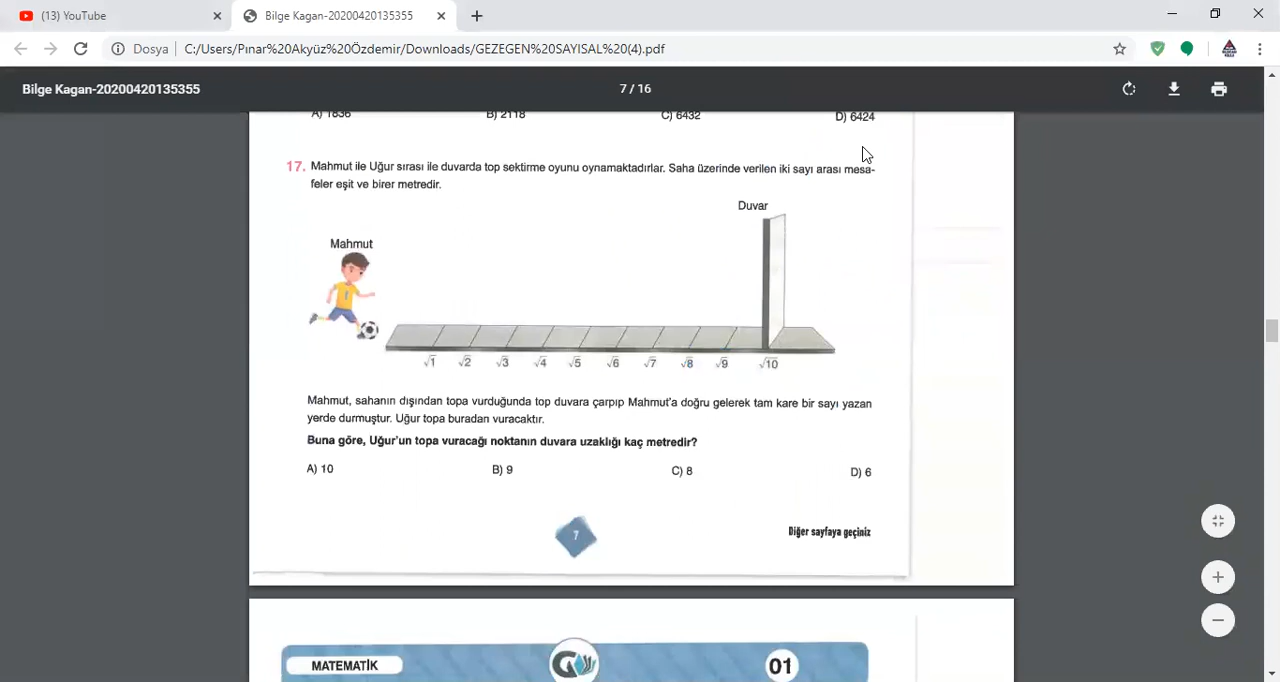 (13) YouTube
Bilge Kagan-20200420135355
Dosya
C:/Users/Pınar%20Akyüz%20Özdemir/Downloads/GEZEGEN%20SAYISAL%20(4).pdf
Bilge Kagan-20200420135355
7 / 16
A) 1836 B) 2118 C) 6432 D) 6424
17. Mahmut ile Uğur sırası ile duvarda top sektirme oyunu oynamaktadırlar. Saha üzerinde verilen iki sayı arası mesa-
feler eşit ve birer metredir.
Duvar
Mahmut
√1 √2 √3 √4 √5 √6 √7 √8 √9 √10
Mahmut, sahanın dışından topa vurduğunda top duvara çarpıp Mahmut'a doğru gelerek tam kare bir sayı yazan
yerde durmuştur. Uğur topa buradan vuracaktır.
Buna göre, Uğur'un topa vuracağı noktanın duvara uzaklığı kaç metredir?
A) 10 B) 9 C) 8 D) 6
7
Diğer sayfaya geçiniz
MATEMATİK
01